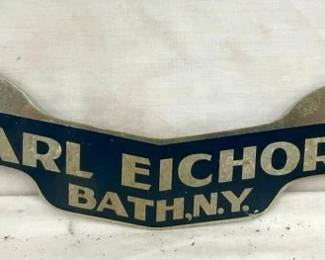 ARL EICHOR
BATH, N.Y.